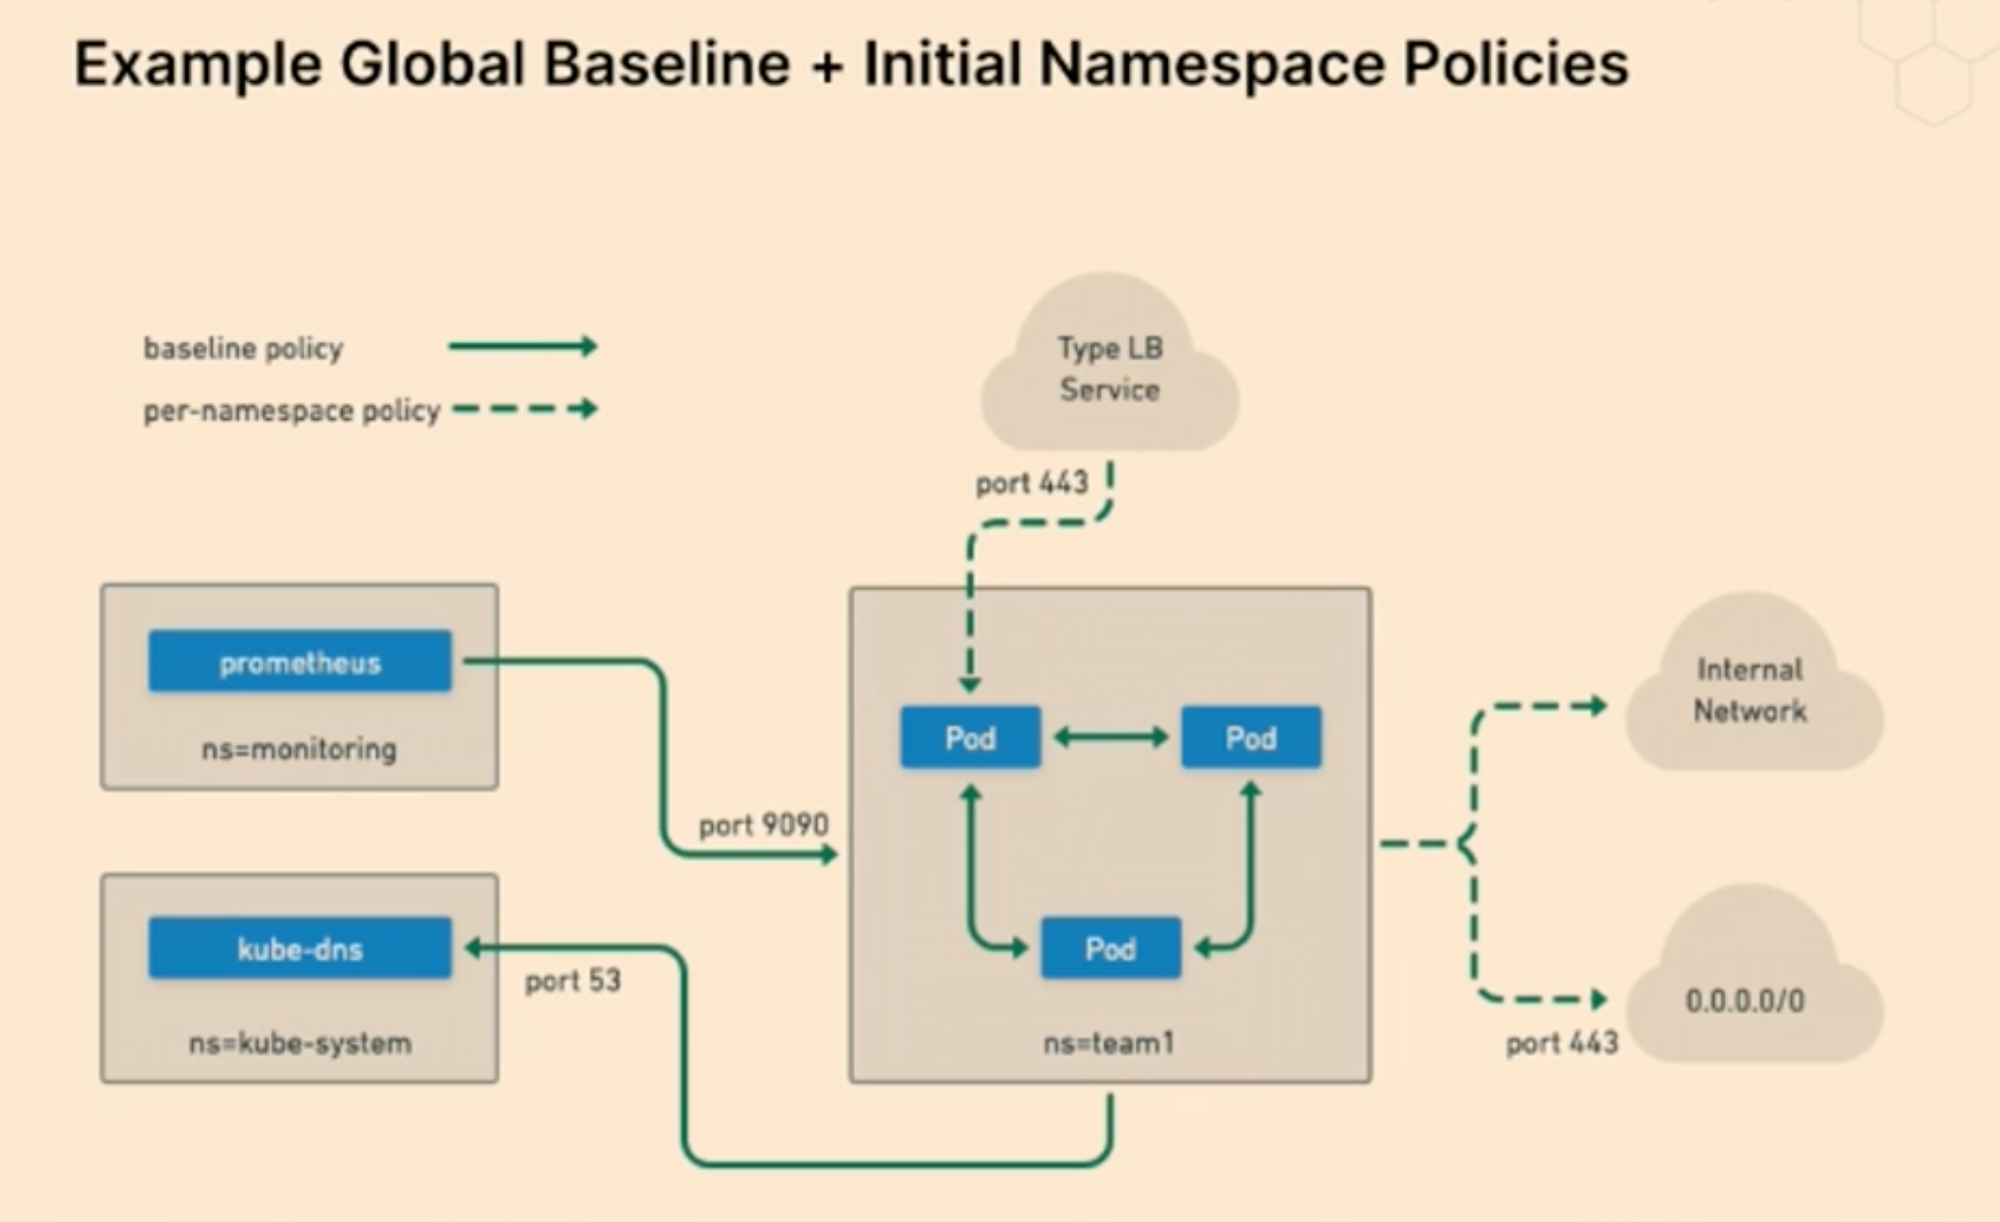 Example Global Baseline + Initial Namespace Policies
baseline policy
per-namespace policy
Type LB
Service
port 443
prometheus
ns=monitoring
port 9090
kube-dns
port 53
ns=kube-system
Pod
Pod
Pod
ns=team1
Internal
Network
0.0.0.0/0
port 443